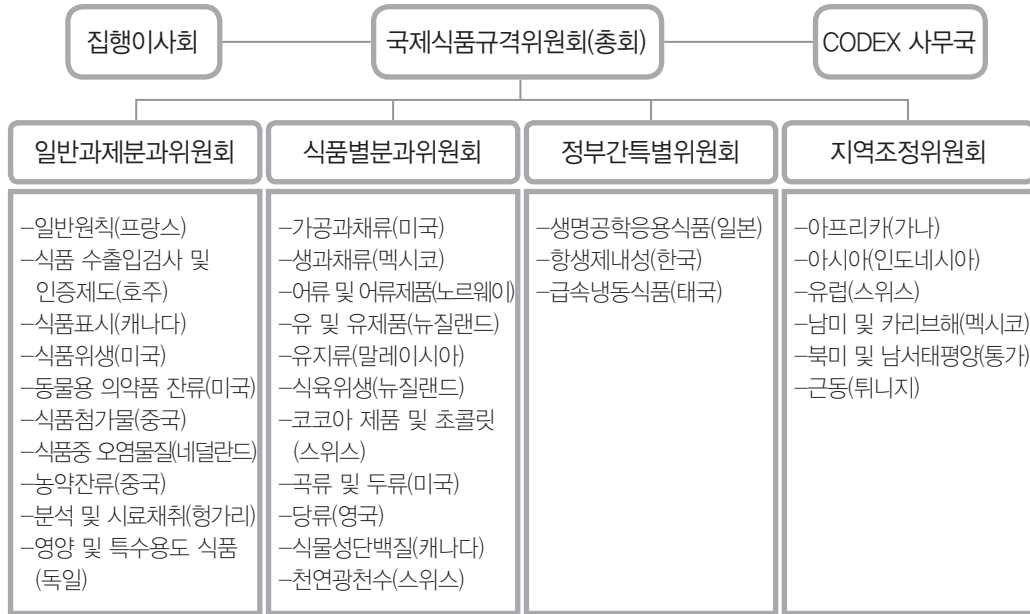 집행이사회
국제식품규격위원회(총회)
CODEX 사무국
일반과제분과위원회
식품별분과위원회
정부간특별위원회
지역조정위원회
–일반원칙(프랑스)
–식품 수출입검사 및
인증제도(호주)
–식품표시(캐나다)
–식품위생(미국)
–동물용 의약품 잔류(미국)
–식품첨가물(중국)
–식품중 오염물질(네덜란드)
–농약잔류(중국)
–분석 및 시료채취(헝가리)
–영양 및 특수용도 식품
(독일)
–가공과채류(미국)
–생과채류(멕시코)
–어류 및 어류제품(노르웨이)
–유 및 유제품(뉴질랜드)
–유지류(말레이시아)
–식육위생(뉴질랜드)
–코코아 제품 및 초콜릿
(스위스)
–곡류 및 두류(미국)
–당류(영국)
–식물성단백질(캐나다)
–천연광천수(스위스)
–생명공학응용식품(일본)
–항생제내성(한국)
–급속냉동식품(태국)
–아프리카(가나)
–아시아(인도네시아)
–유럽(스위스)
–남미 및 카리브해(멕시코)
–북미 및 남서태평양(통가)
–근동(튀니지)